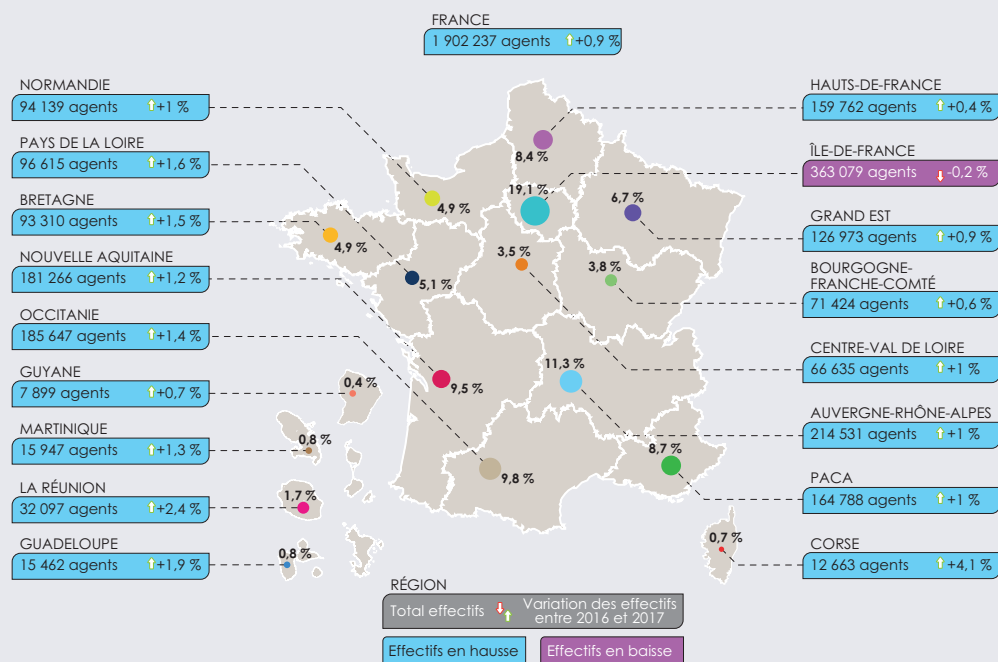 FRANCE
1 902 237 agents +0,9 %
NORMANDIE
94 139 agents +1 %
PAYS DE LA LOIRE
96 615 agents +1,6 %
BRETAGNE
93 310 agents +1,5 %
NOUVELLE AQUITAINE
181 266 agents +1,2 %
OCCITANIE
185 647 agents +1,4 %
GUYANE
7 899 agents +0,7 %
MARTINIQUE
15 947 agents +1,3 %
LA RÉUNION
32 097 agents +2,4 %
GUADELOUPE
15 462 agents +1,9 %
8,4 %
19,1 %
6,7 %
4,9 %
4,9 %
3,5 %
3,8 %
5,1 %
11,3 %
9,5 %
0,4 %
8,7 %
0,8 %
9,8 %
1,7 %
0,7 %
0,8 %
HAUTS-DE-FRANCE
159 762 agents +0,4 %
ÎLE-DE-FRANCE
363 079 agents -0,2 %
GRAND EST
126 973 agents +0,9 %
BOURGOGNE-
FRANCHE-COMTÉ
71 424 agents +0,6 %
CENTRE-VAL DE LOIRE
66 635 agents +1 %
AUVERGNE-RHÔNE-ALPES
214 531 agents +1 %
PACA
164 788 agents +1 %
CORSE
12 663 agents +4,1 %
RÉGION
Total effectifs Variation des effectifs
entre 2016 et 2017
Effectifs en hausse Effectifs en baisse